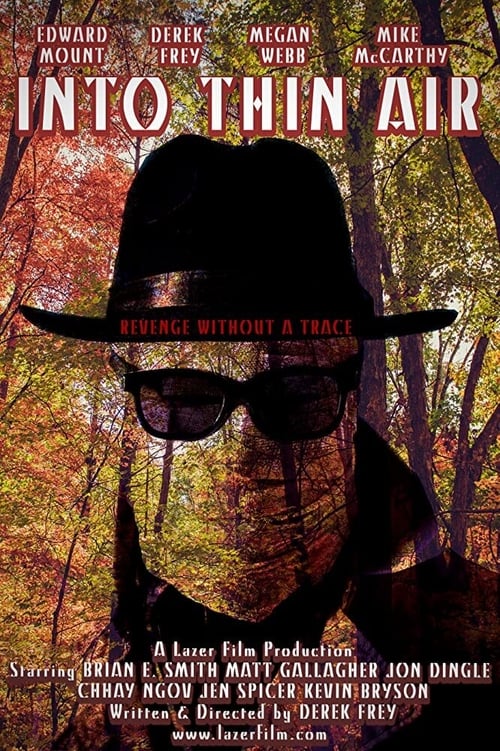 EDWARD MOUNT DEREK FREY MEGAN WEBB MIKE McCARTHY
INTO THIN AIR
REVENGE WITHOUT A TRACE
A Lazer Film Production
Starring BRIAN E. SMITH MATT GALLAGHER JON DINGLE
CHHAY NGOV JEN SPICER KEVIN BRYSON
Written & Directed by DEREK FREY
www.lazerfilm.com